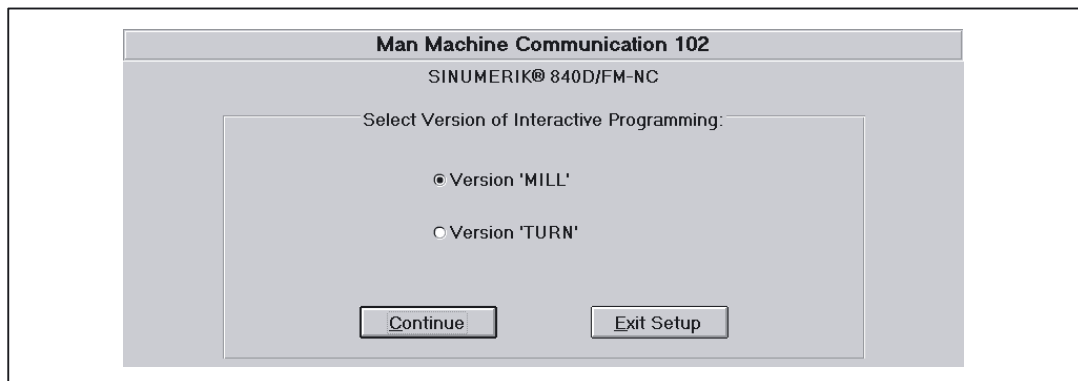 Man Machine Communication 102
SINUMERIK® 840D/FM-NC
Select Version of Interactive Programming:
Version 'MILL'
Version 'TURN'
Continue Exit Setup